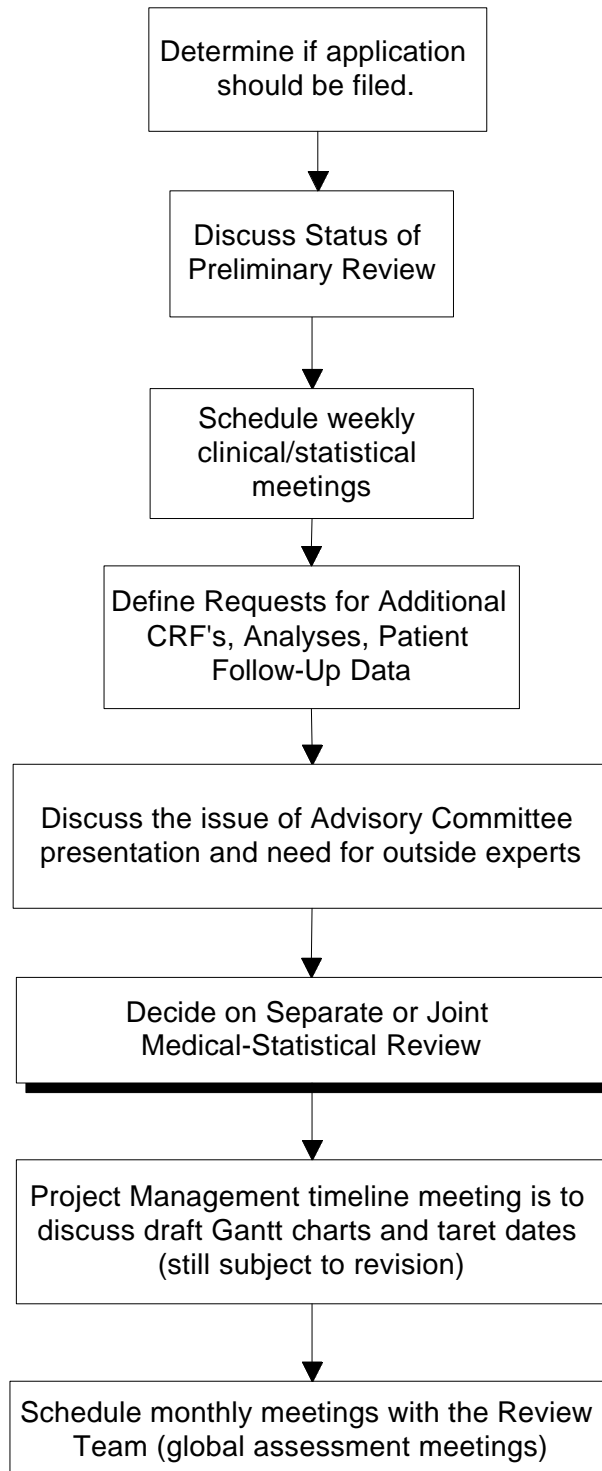 Determine if application
should be filed.
Discuss Status of
Preliminary Review
Schedule weekly
clinical/statistical
meetings
Define Requests for Additional
CRF's, Analyses, Patient
Follow-Up Data
Discuss the issue of Advisory Committee
presentation and need for outside experts
Decide on Separate or Joint
Medical-Statistical Review
Project Management timeline meeting is to
discuss draft Gantt charts and taret dates
(still subject to revision)
Schedule monthly meetings with the Review
Team (global assessment meetings)